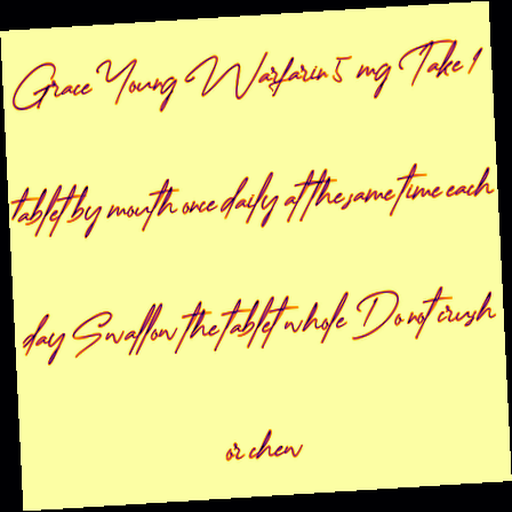 Grace Young Warfarin 5 mg Take 1
tablet by mouth once daily at the same time each
day Swallow the tablet whole Do not crush
or chew